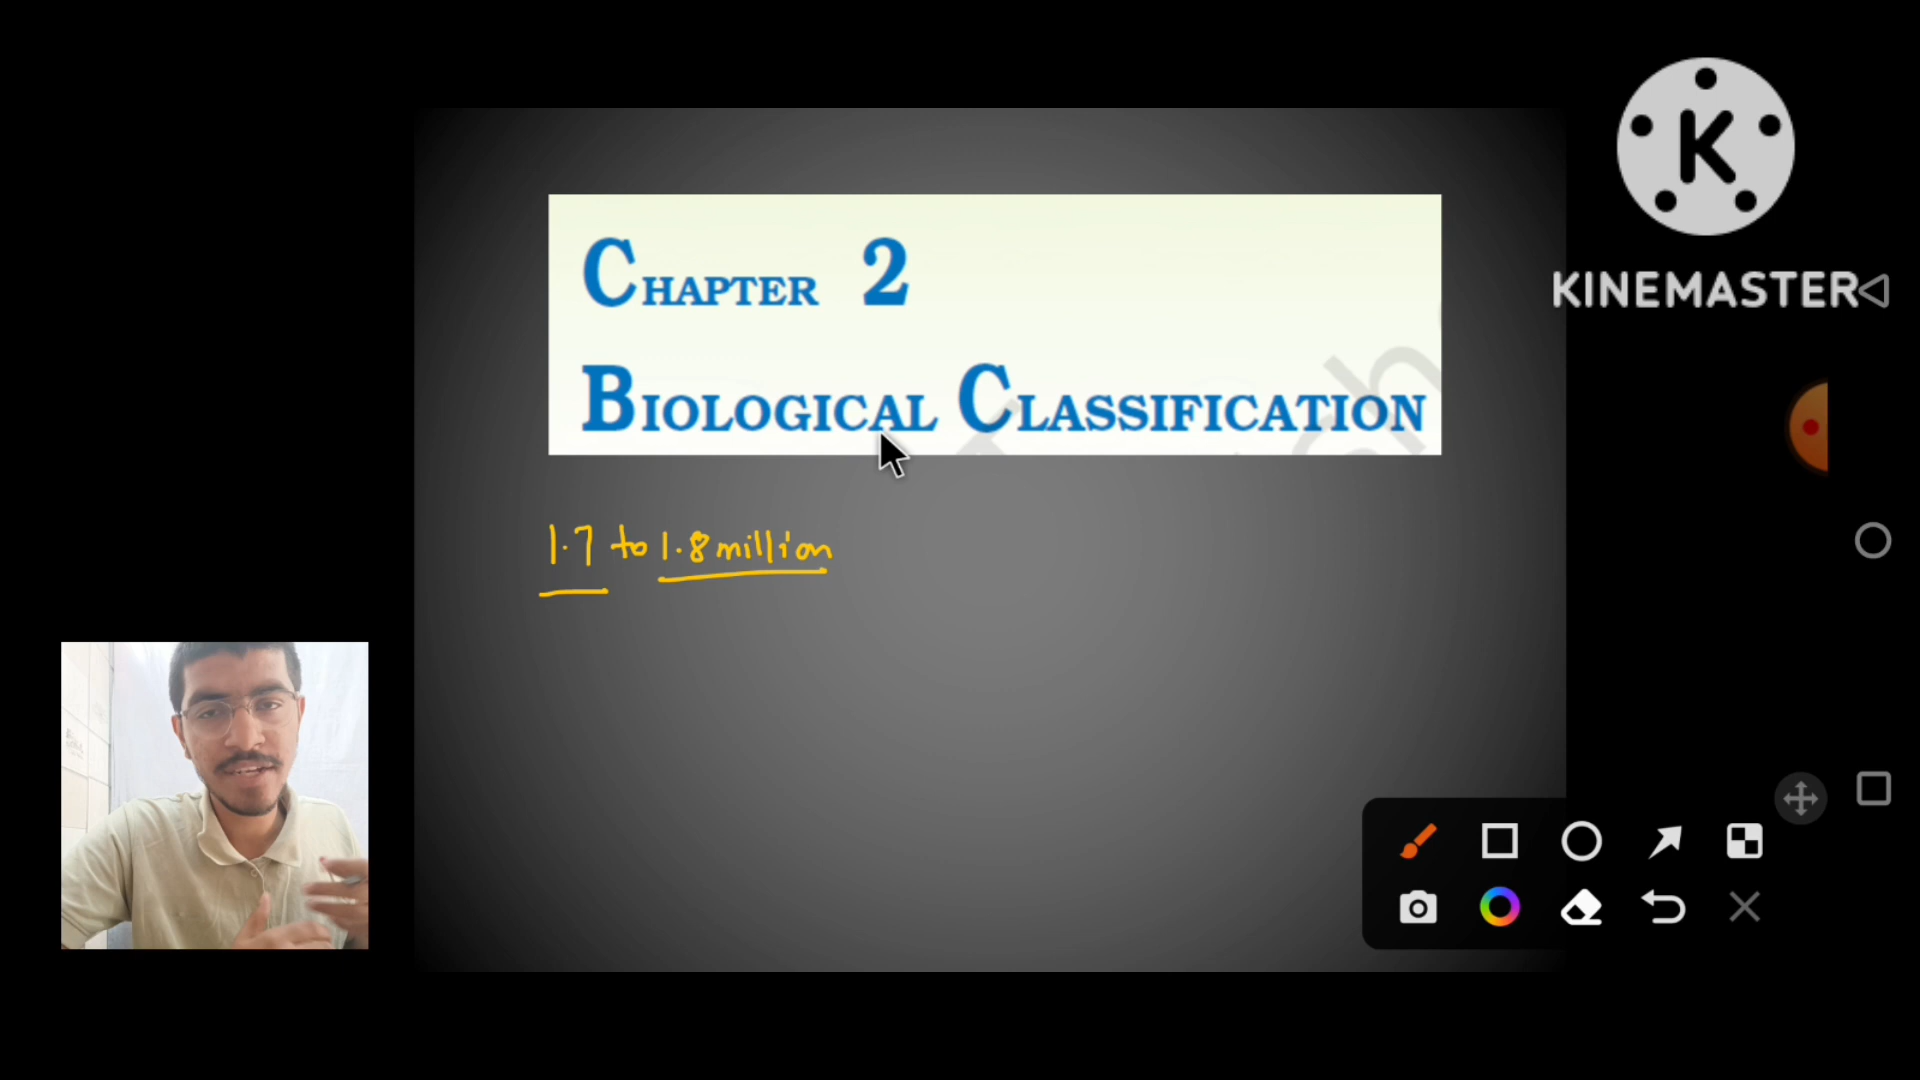 CHAPTER 2
BIOLOGICAL CLASSIFICATION
1.7 to 1.8 million
K
KINEMASTER